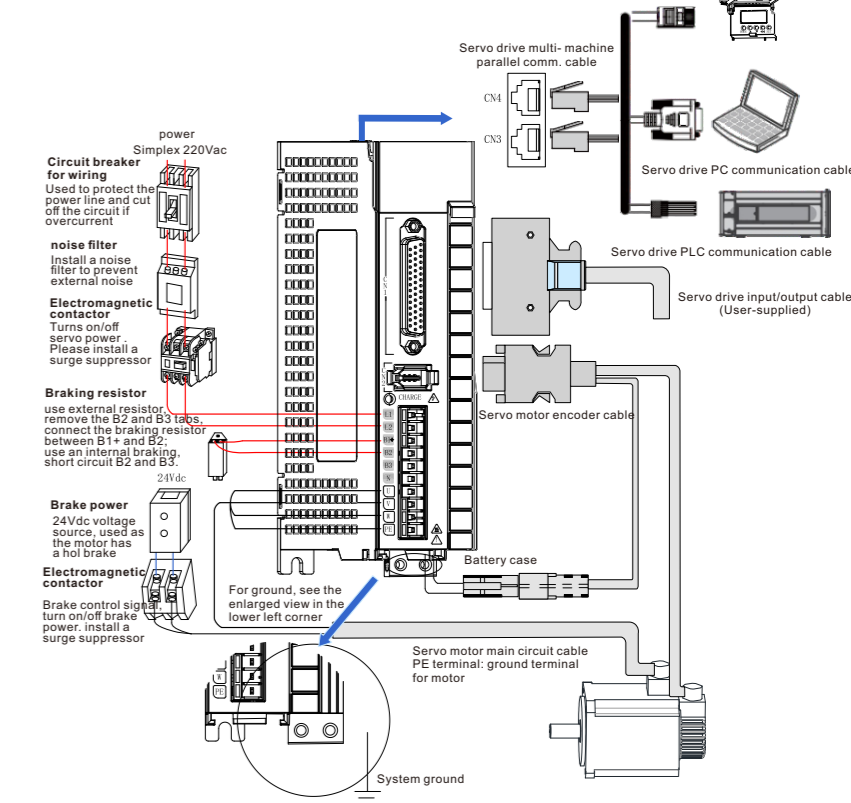 Servo drive multi- machine
parallel comm. cable
CN4
CN3
power
Simplex 220Vac
Circuit breaker
for wiring
Used to protect the
power line and cut
off the circuit if
overcurrent
noise filter
Install a noise
filter to prevent
external noise
Electromagnetic
contactor
Turns on/off
servo power .
Please install a
surge suppressor
Braking resistor
use external resistor,
remove the B2 and B3 tabs,
connect the braking resistor
between B1+ and B2;
use an internal braking,
short circuit B2 and B3.
24Vdc
Brake power
24Vdc voltage
source, used as
the motor has
a hol brake
Electromagnetic
contactor
Brake control signal,
turn on/off brake
power. install a
surge suppressor
Servo drive PC communication cable
Servo drive PLC communication cable
Servo drive input/output cable
(User-supplied)
CHARGE
L1
L2
B2
B3
N
U
V
W
PE
Servo motor encoder cable
Battery case
For ground, see the
enlarged view in the
lower left corner
Servo motor main circuit cable
PE terminal: ground terminal
for motor
W
PE
System ground